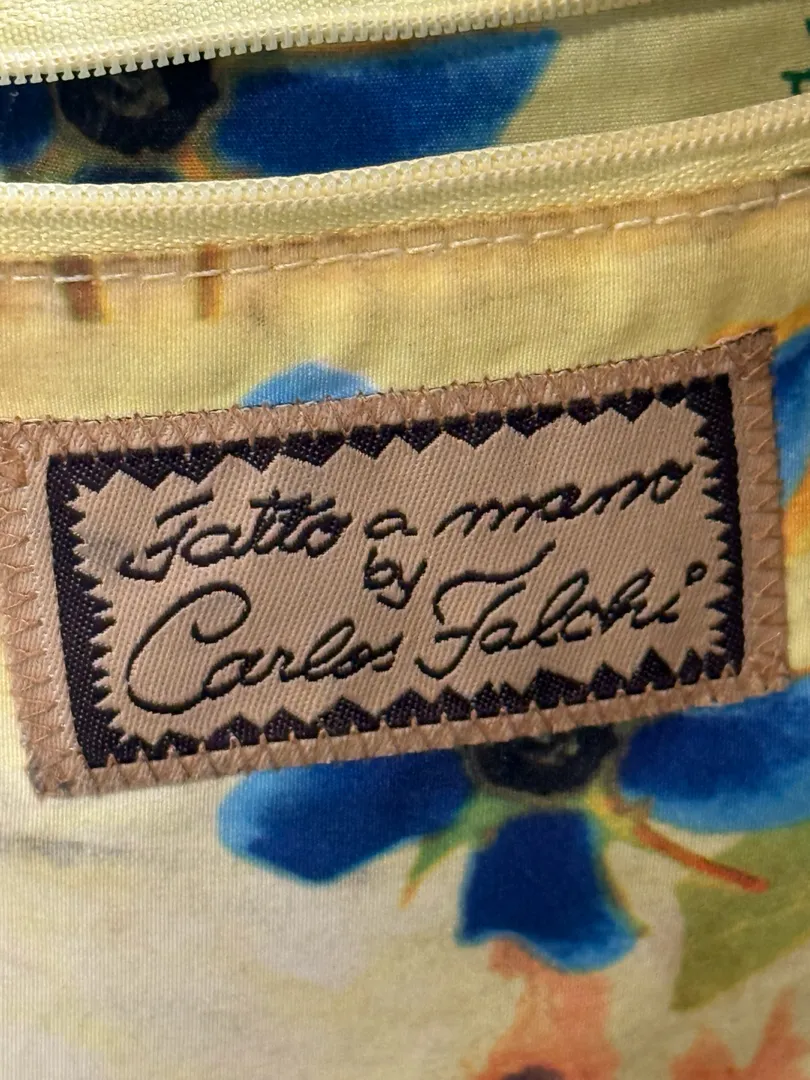 Fatto a mano
by
Carlos Falchi